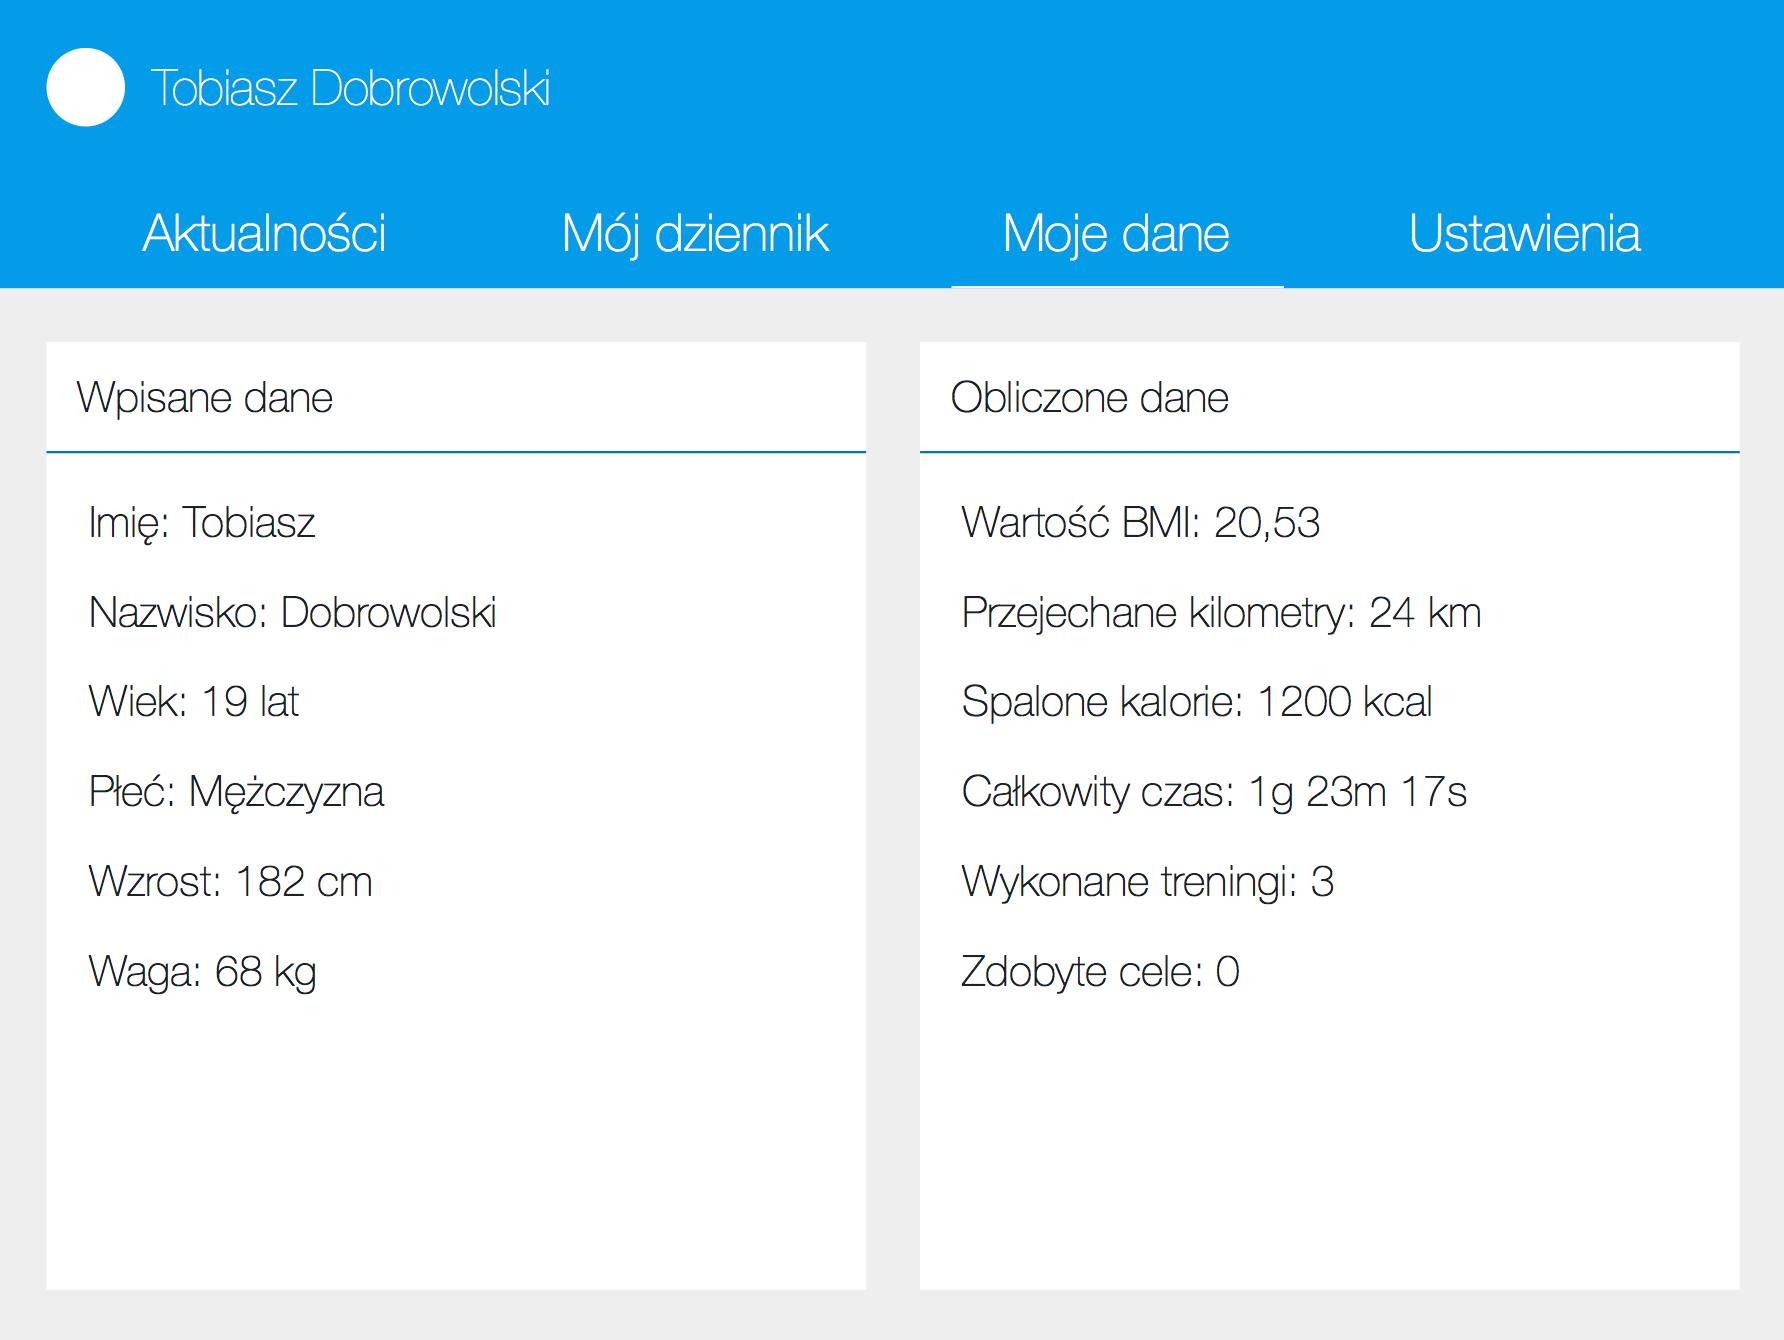 Tobiasz Dobrowolski
Aktualności Mój dziennik Moje dane Ustawienia
Wpisane dane
Imię: Tobiasz
Nazwisko: Dobrowolski
Wiek: 19 lat
Płeć: Mężczyzna
Wzrost: 182 cm
Waga: 68 kg
Obliczone dane
Wartość BMI: 20,53
Przejechane kilometry: 24 km
Spalone kalorie: 1200 kcal
Całkowity czas: 1g 23m 17s
Wykonane treningi: 3
Zdobyte cele: 0